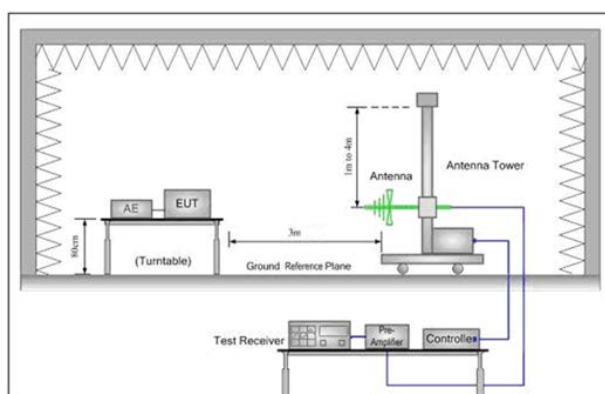 1m to 4m
Antenna
Antenna Tower
AE
EUT
80cm
(Turntable)
3m
Ground Reference Plane
Test Receiver
Pre-
Amplifier
Controller